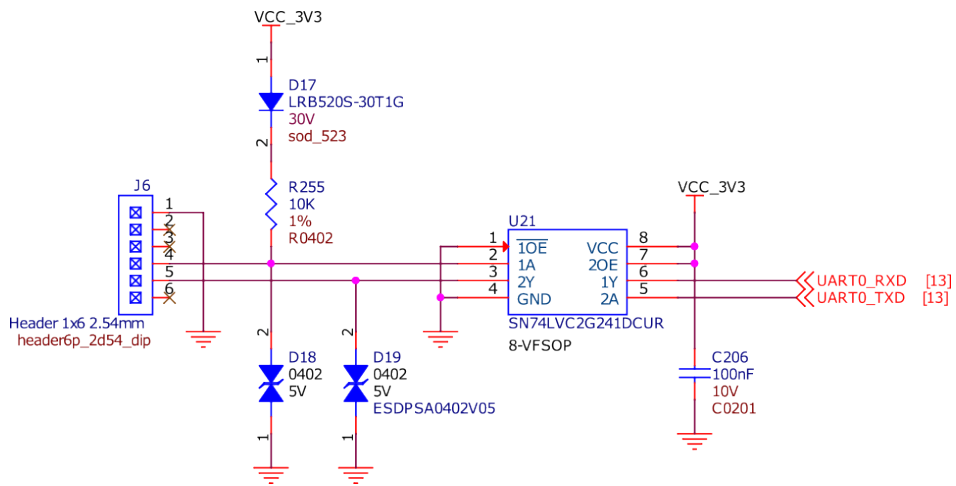 VCC_3V3
1
D17
LRB520S-30T1G
30V
sod_523
2
R255
10K
1%
R0402
J6
1
2
3
4
5
6
Header 1x6 2.54mm
header6p_2d54_dip
VCC_3V3
U21
1 1OE VCC 8
2 1A 2OE 7
3 2Y 1Y 6
4 GND 2A 5
SN74LVC2G241DCUR
8-VFSOP
UART0_RXD [13]
UART0_TXD [13]
2
D18
0402
5V
1
2
D19
0402
5V
ESDPSA0402V05
1
C206
100nF
10V
C0201